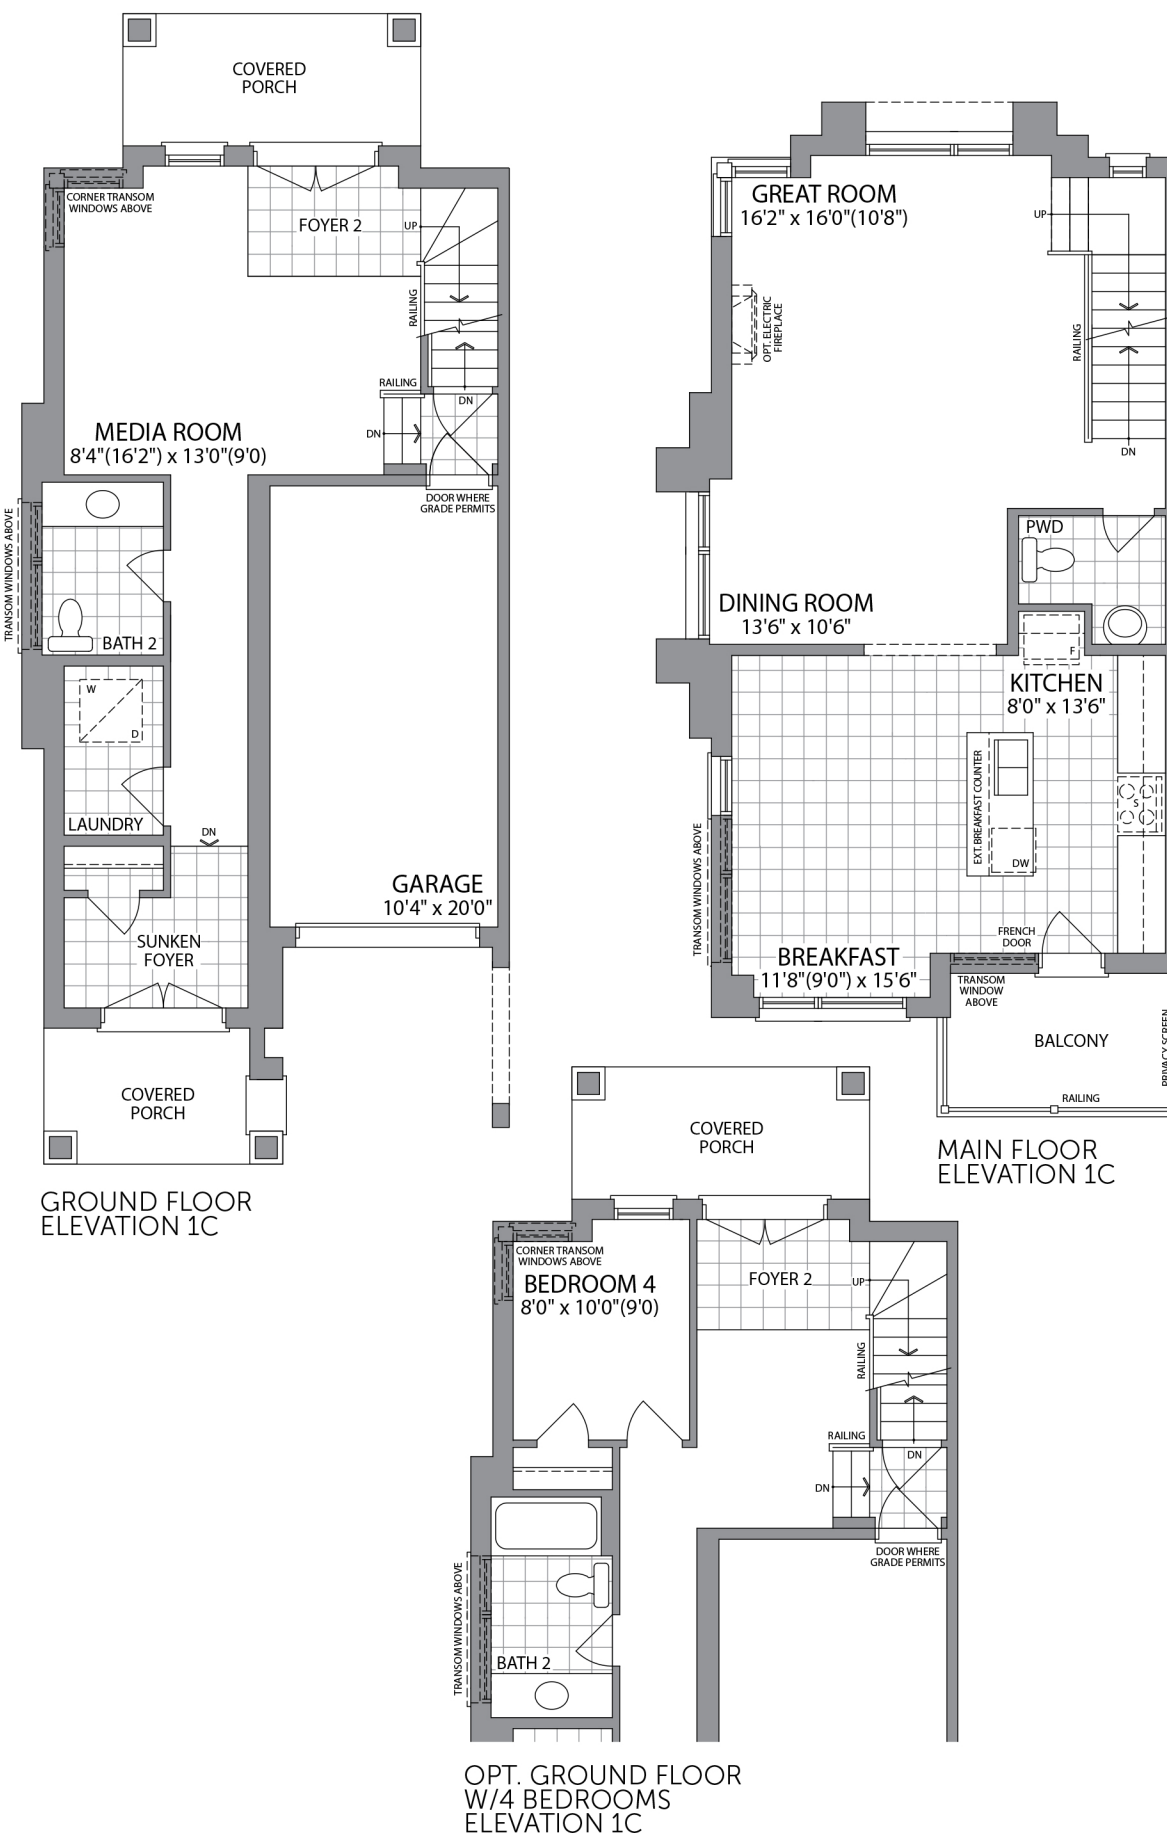 COVERED
PORCH
CORNER TRANSOM
WINDOWS ABOVE
FOYER 2
UP
RAILING
RAILING
DN
DN
MEDIA ROOM
8'4"(16'2") x 13'0"(9'0)
DOOR WHERE
GRADE PERMITS
TRANSOM WINDOWS ABOVE
BATH 2
W
D
LAUNDRY
DN
GARAGE
10'4" x 20'0"
SUNKEN
FOYER
COVERED
PORCH
GROUND FLOOR
ELEVATION 1C
GREAT ROOM
16'2" x 16'0"(10'8")
UP
OPT. ELECTRIC
FIREPLACE
RAILING
DN
PWD
DINING ROOM
13'6" x 10'6"
F
KITCHEN
8'0" x 13'6"
EXT. BREAKFAST COUNTER
S
DW
TRANSOM WINDOWS ABOVE
FRENCH
DOOR
BREAKFAST
11'8"(9'0") x 15'6"
TRANSOM
WINDOW
ABOVE
BALCONY
PRIVACY SCREEN
RAILING
MAIN FLOOR
ELEVATION 1C
COVERED
PORCH
CORNER TRANSOM
WINDOWS ABOVE
BEDROOM 4
8'0" x 10'0"(9'0)
FOYER 2
UP
RAILING
RAILING
DN
DN
DOOR WHERE
GRADE PERMITS
TRANSOM WINDOWS ABOVE
BATH 2
OPT. GROUND FLOOR
W/4 BEDROOMS
ELEVATION 1C